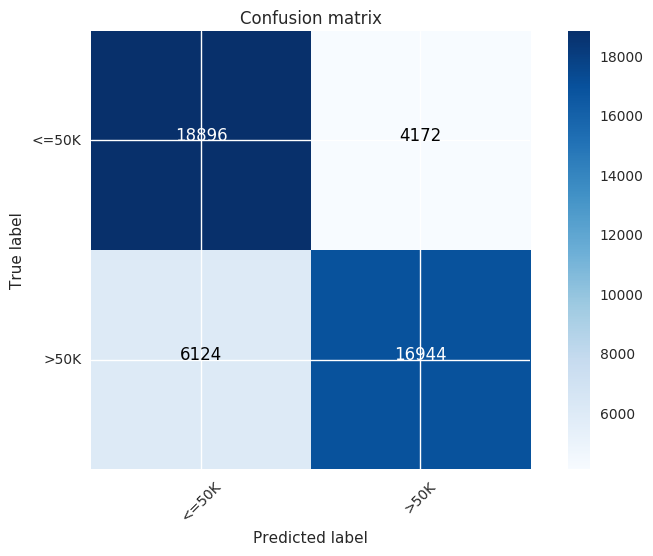 Confusion matrix
True label
<=50K
>50K
18896
4172
6124
16944
<=50K
>50K
Predicted label
18000
16000
14000
12000
10000
8000
6000